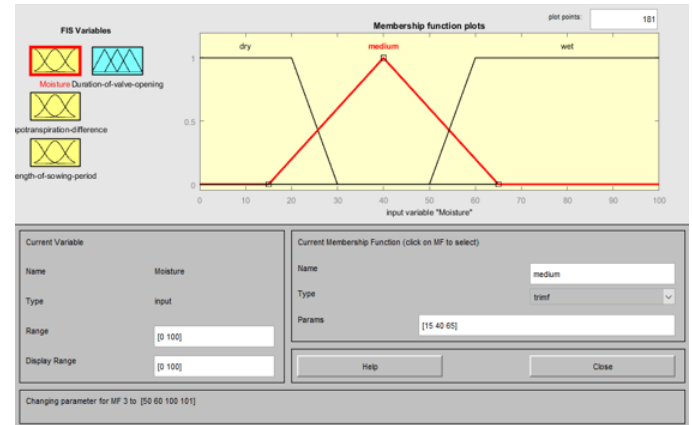 FIS Variables
Membership function plots
plot points:
181
dry
medium
wet
Moisture
Duration-of-valve-opening
apotranspiration-difference
ength-of-sowing-period
1
0.5
0
0 10 20 30 40 50 60 70 80 90 100
input variable "Moisture"
Current Variable
Name Moisture
Type input
Range [0 100]
Display Range [0 100]
Current Membership Function (click on MF to select)
Name medium
Type trimf
Params [15 40 65]
Help
Close
Changing parameter for MF 3 to [50 60 100 101]